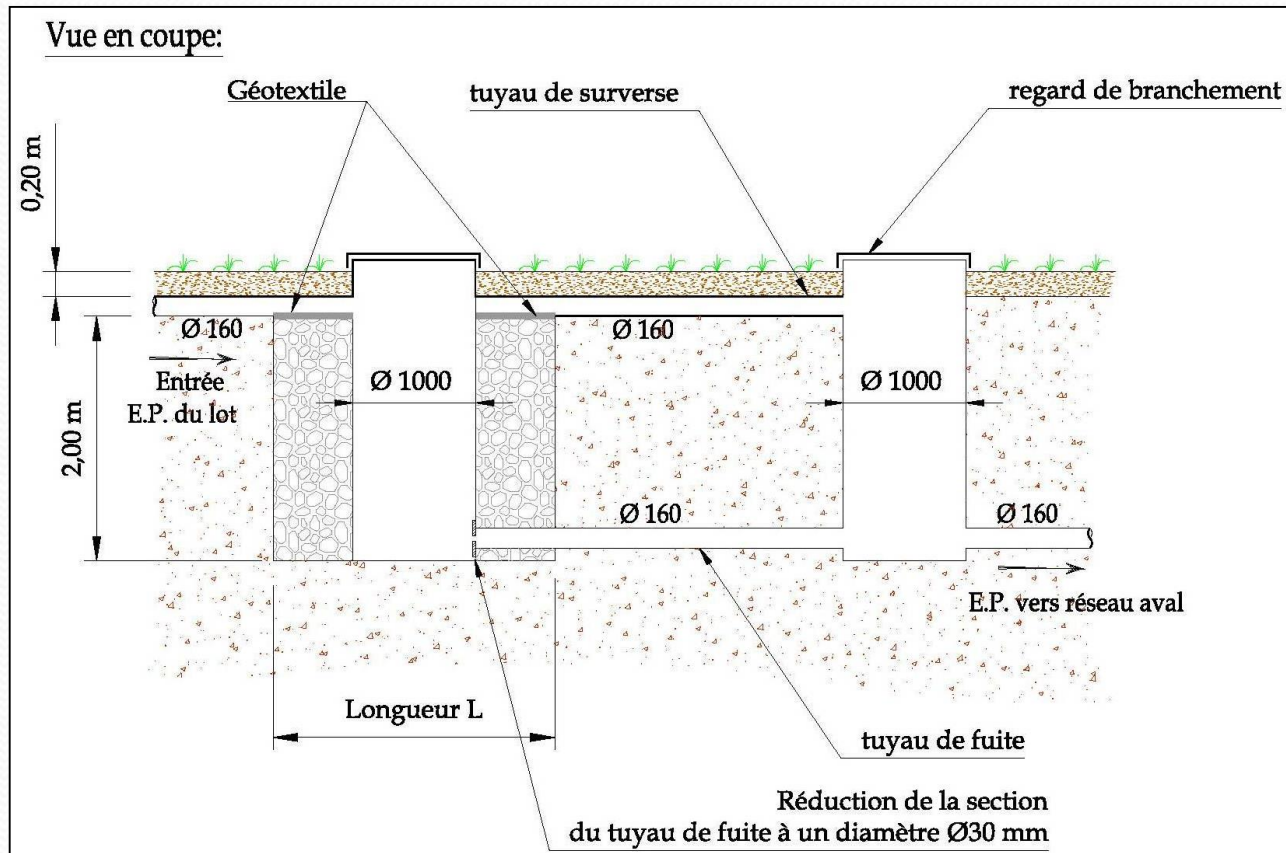 Vue en coupe:
Géotextile
tuyau de surverse
regard de branchement
0,20 m
Ø 160
Ø 160
Entrée
E.P. du lot
Ø 1000
Ø 1000
2,00 m
Ø 160
Ø 160
E.P. vers réseau aval
Longueur L
tuyau de fuite
Réduction de la section
du tuyau de fuite à un diamètre Ø30 mm